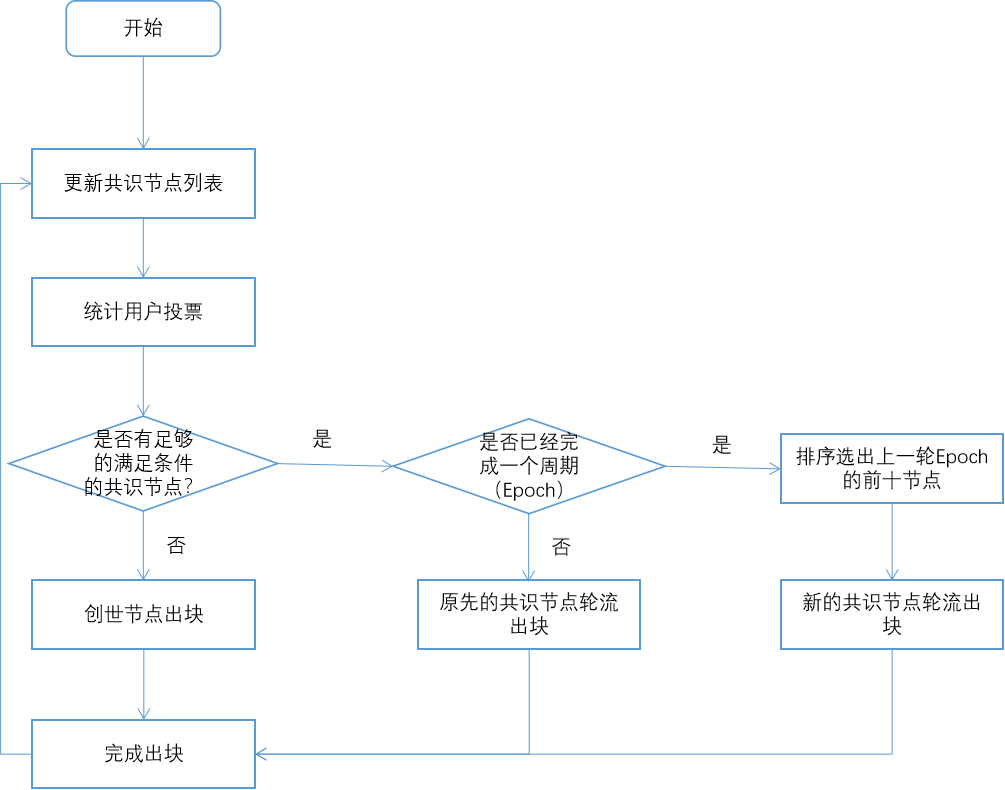 开始
更新共识节点列表
统计用户投票
是否有足够
的满足条件
的共识节点？
是
是否已经完
成一个周期
（Epoch）
是
排序选出上一轮Epoch
的前十节点
否
否
创世节点出块
原先的共识节点轮流
出块
新的共识节点轮流出
块
完成出块